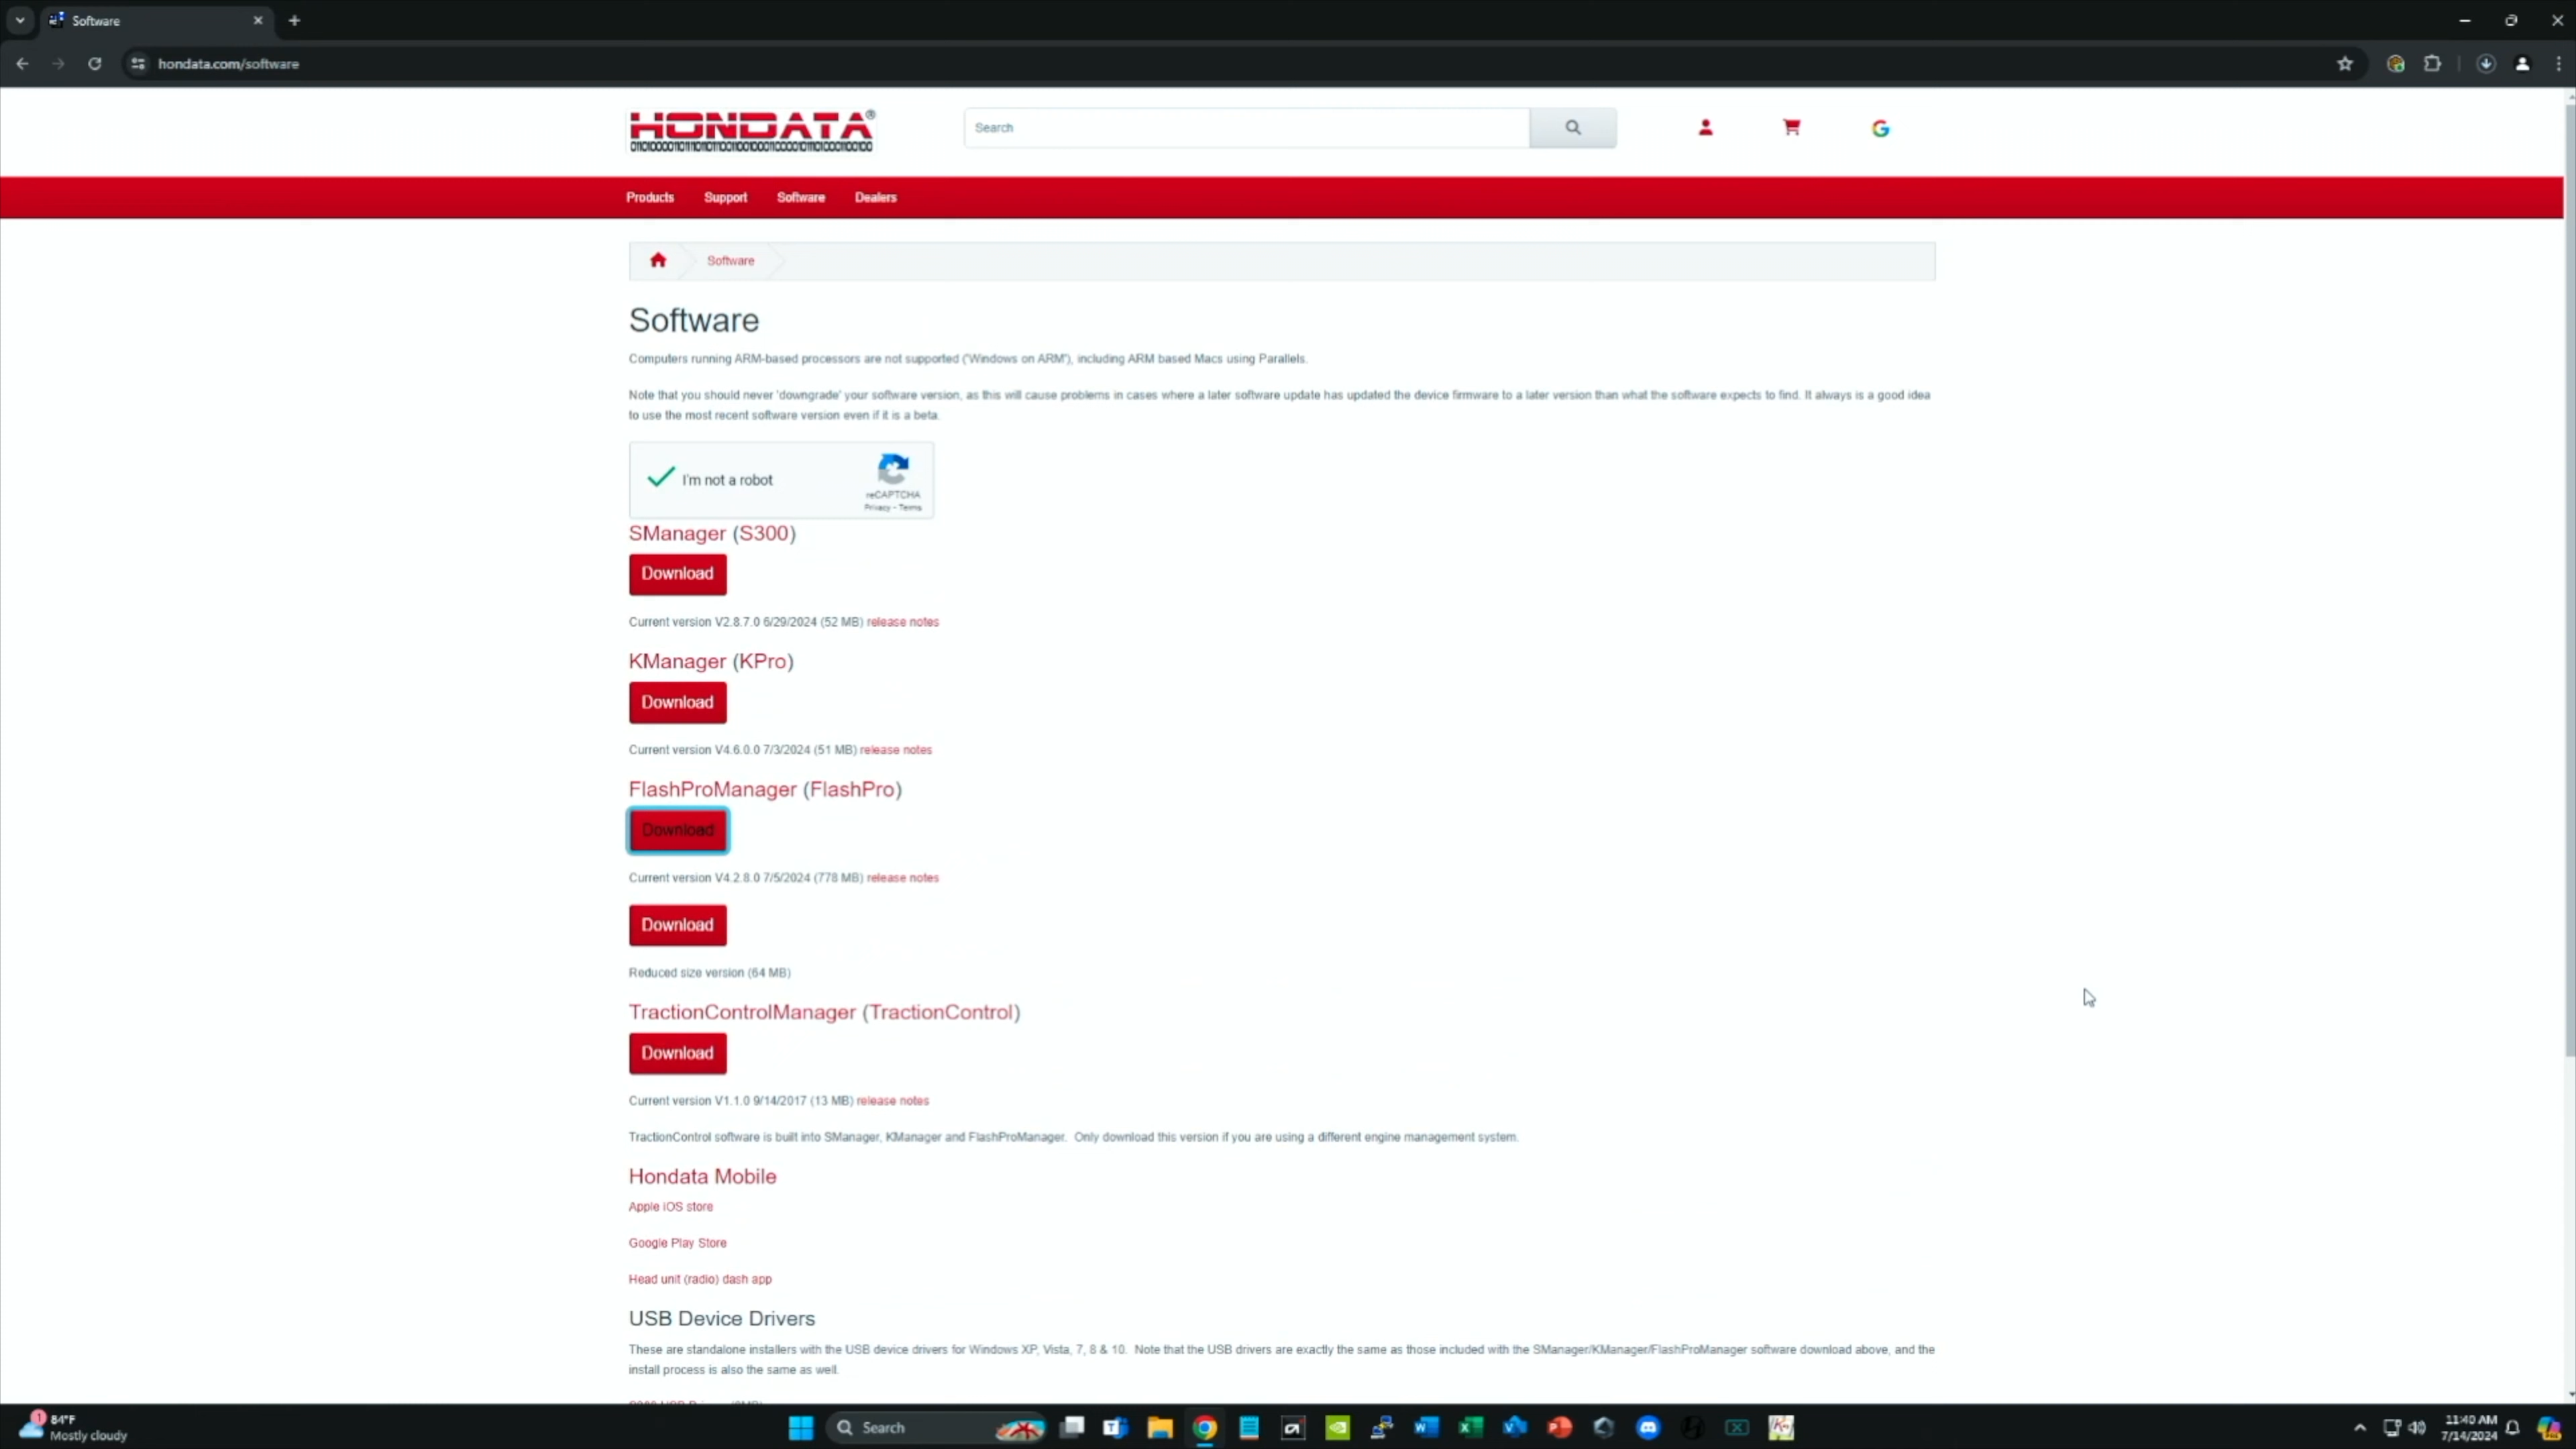 Software
hondata.com/software
HONDATA®
Search
Products Support Software Dealers
Software
Software
Computers running ARM-based processors are not supported ('Windows on ARM'), including ARM based Macs using Parallels.
Note that you should never 'downgrade' your software version, as this will cause problems in cases where a later software update has updated the device firmware to a later version than what the software expects to find. It always is a good idea
to use the most recent software version even if it is a beta.
I'm not a robot
reCAPTCHA
Privacy - Terms
SManager (S300)
Download
Current version V2.8.7.0 6/29/2024 (52 MB) release notes
KManager (KPro)
Download
Current version V4.6.0.0 7/3/2024 (51 MB) release notes
FlashProManager (FlashPro)
Download
Current version V4.2.8.0 7/5/2024 (778 MB) release notes
Download
Reduced size version (64 MB)
TractionControlManager (TractionControl)
Download
Current version V1.1.0 9/14/2017 (13 MB) release notes
TractionControl software is built into SManager, KManager and FlashProManager. Only download this version if you are using a different engine management system.
Hondata Mobile
Apple iOS store
Google Play Store
Head unit (radio) dash app
USB Device Drivers
These are standalone installers with the USB device drivers for Windows XP, Vista, 7, 8 & 10. Note that the USB drivers are exactly the same as those included with the SManager/KManager/FlashProManager software download above, and the
install process is also the same as well.
1 84°F
Mostly cloudy
Search
11:40 AM
7/14/2024